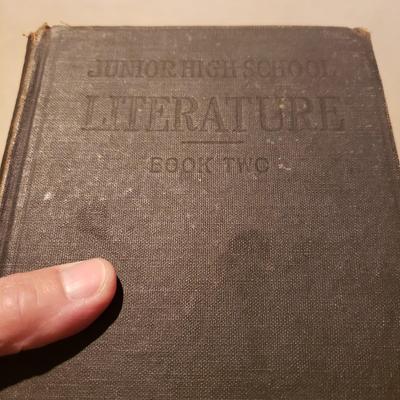 JUNIOR HIGH SCHOOL
LITERATURE
BOOK TWO